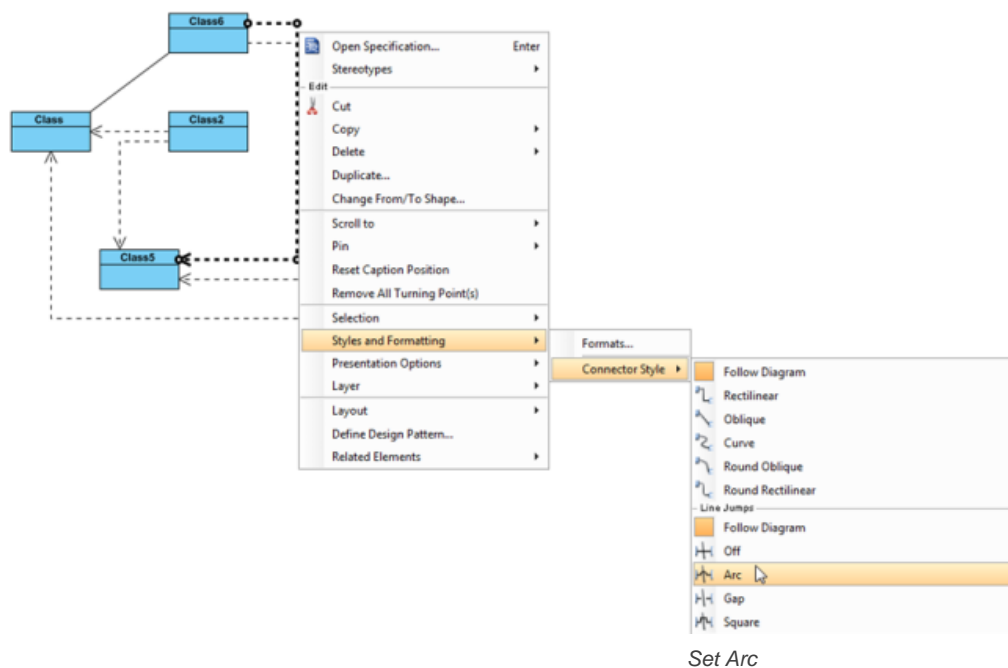 Class6
Class
Class2
Class5
Open Specification... Enter
Stereotypes
Edit
Cut
Copy
Delete
Duplicate...
Change From/To Shape...
Scroll to
Pin
Reset Caption Position
Remove All Turning Point(s)
Selection
Styles and Formatting
Presentation Options
Layer
Layout
Define Design Pattern...
Related Elements
Formats...
Connector Style
Follow Diagram
Rectilinear
Oblique
Curve
Round Oblique
Round Rectilinear
Line Jumps
Follow Diagram
Off
Arc
Gap
Square
Set Arc